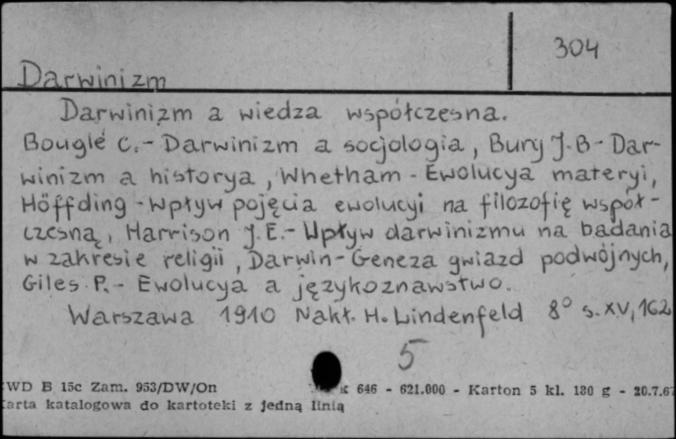 304
Darwinizm
Darwinizm a wiedza współczesna.
Bouglé C.- Darwinizm a socjologia, Bury J.B- Dar-
winizm a historya, Whetham - Ewolucya materyi,
Höffding - Wpływ pojęcia ewolucyi na filozofię współ-
czesną, Harrison J.E.- Wpływ darwinizmu na badania
w zakresie religii, Darwin- Geneza gwiazd podwójnych,
Giles P.- Ewolucya a językoznawstwo.
Warszawa 1910 Nakł. H. Lindenfeld 8° s. XV, 162
5
WD B 15c Zam. 953/DW/On 646 - 621.000 - Karton 5 kl. 180 g - 20.7.67
arta katalogowa do kartoteki z jedną linią